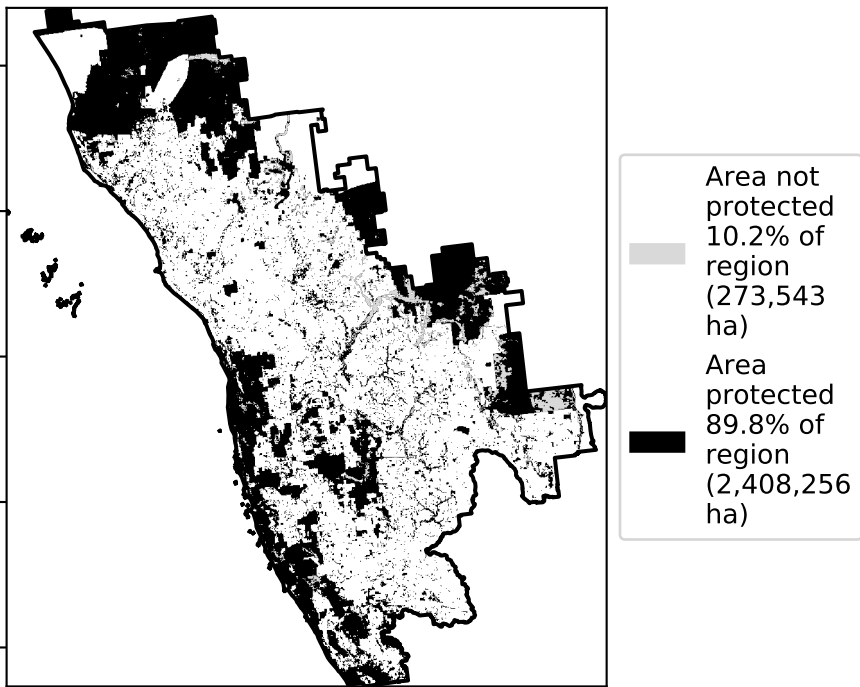 Area not
protected
10.2% of
region
(273,543
ha)
Area
protected
89.8% of
region
(2,408,256
ha)